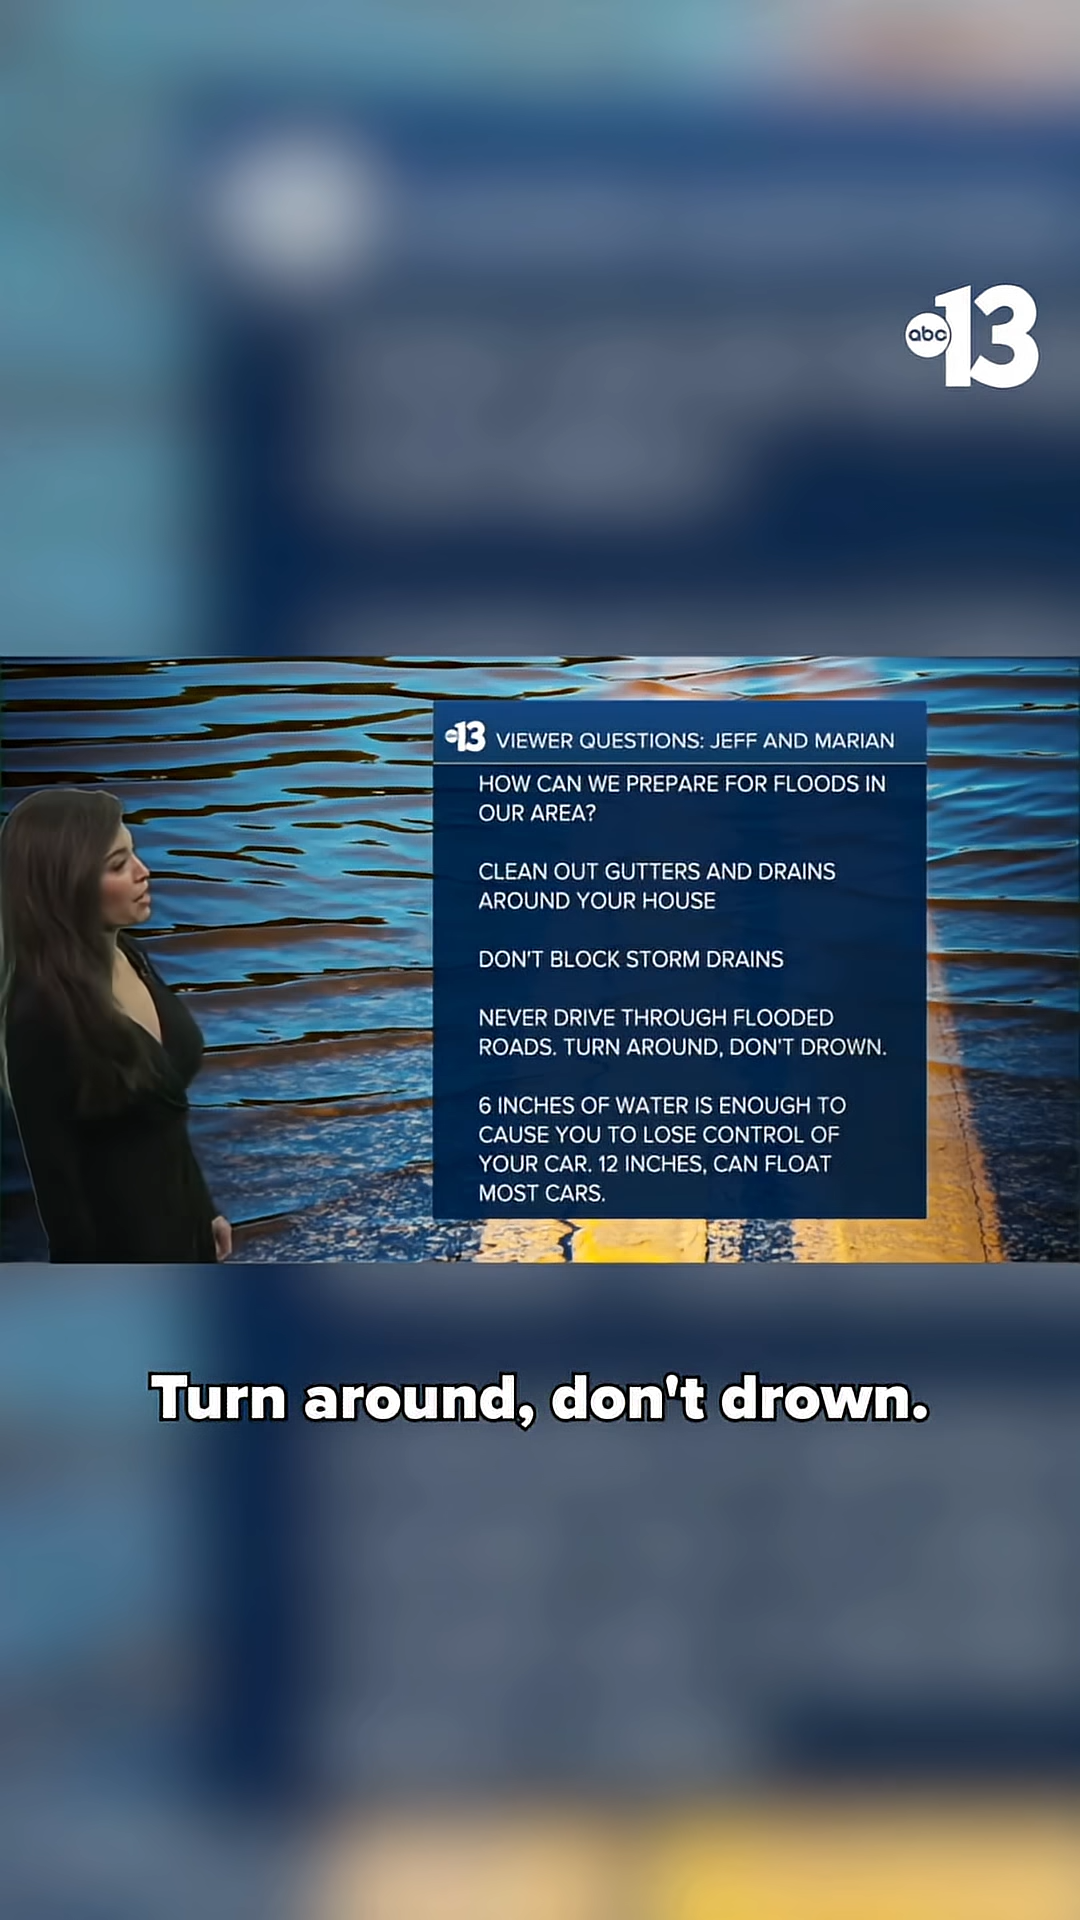 abc 13
13 VIEWER QUESTIONS: JEFF AND MARIAN
HOW CAN WE PREPARE FOR FLOODS IN
OUR AREA?
CLEAN OUT GUTTERS AND DRAINS
AROUND YOUR HOUSE
DON'T BLOCK STORM DRAINS
NEVER DRIVE THROUGH FLOODED
ROADS. TURN AROUND, DON'T DROWN.
6 INCHES OF WATER IS ENOUGH TO
CAUSE YOU TO LOSE CONTROL OF
YOUR CAR. 12 INCHES, CAN FLOAT
MOST CARS.
Turn around, don't drown.